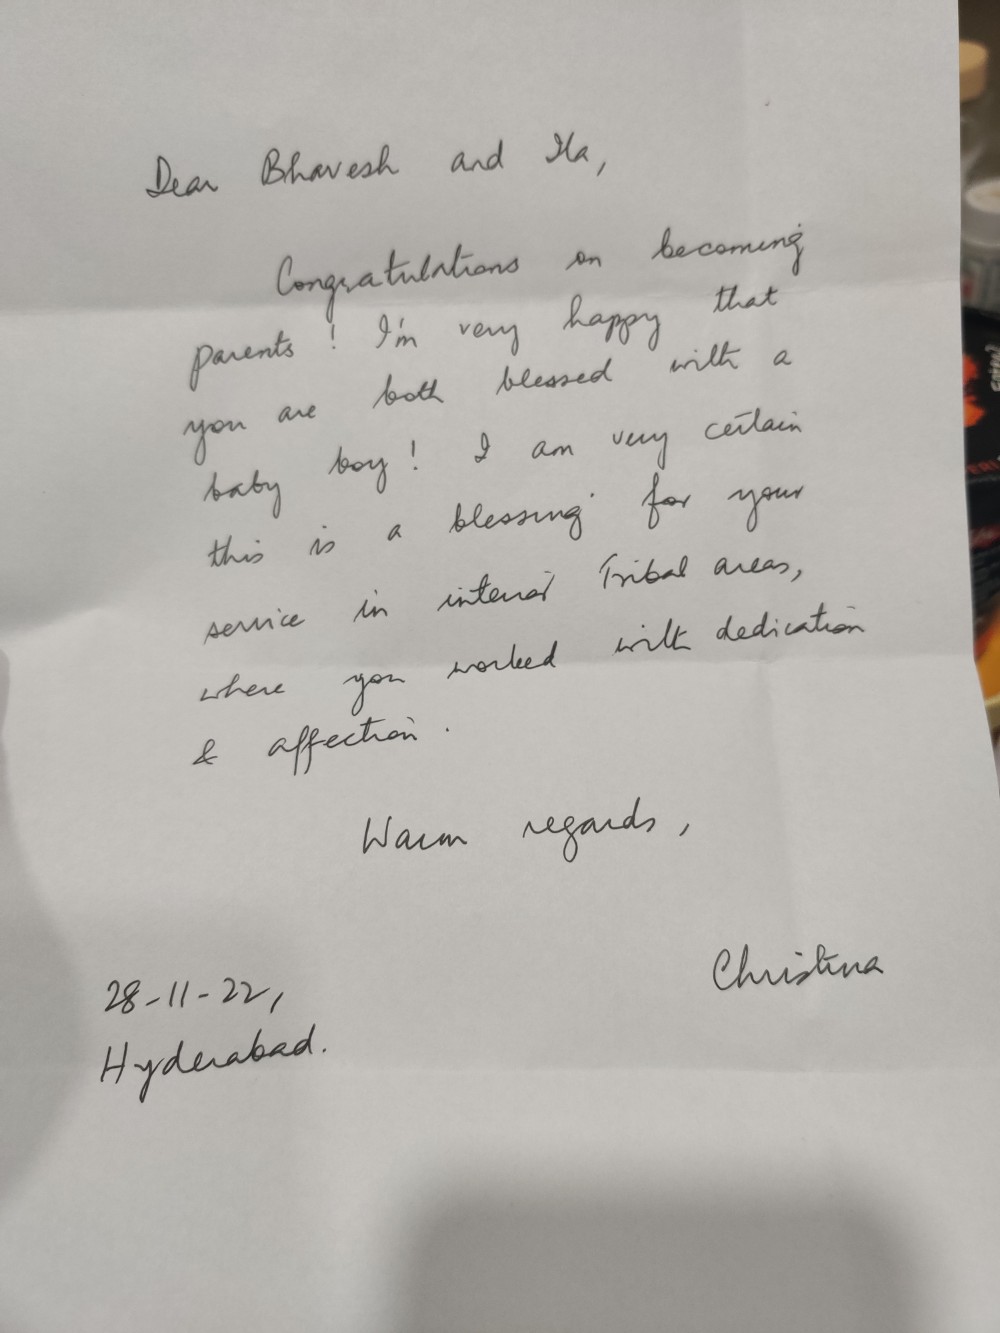 Dear Bhavesh and Ila,
Congratulations on becoming
parents! I'm very happy that
you are both blessed with a
baby boy! I am very certain
this is a blessing for your
service in interior Tribal areas,
where you worked with dedication
& affection.
Warm regards,
Christina
28-11-22,
Hyderabad.